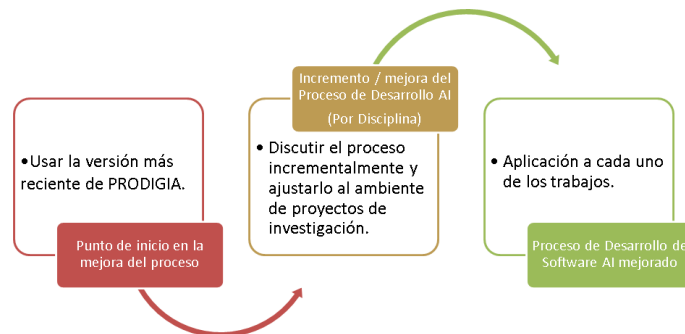 •Usar la versión más
reciente de PRODIGIA.
Punto de inicio en la
mejora del proceso
Incremento / mejora del
Proceso de Desarrollo AI
(Por Disciplina)
• Discutir el proceso
incrementalmente y
ajustarlo al ambiente
de proyectos de
investigación.
• Aplicación a cada uno
de los trabajos.
Proceso de Desarrollo de
Software AI mejorado